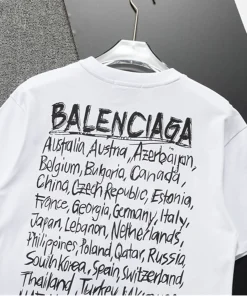 BALENCIAGA
Australia, Austria, Azerbaijan,
Belgium, Bulgaria, Canada,
China, Czech Republic, Estonia,
France, Georgia, Germany, Italy,
Japan, Lebanon, Netherlands,
Philippines, Poland, Qatar, Russia,
South Korea, Spain, Switzerland,
Thailand, Turkey,